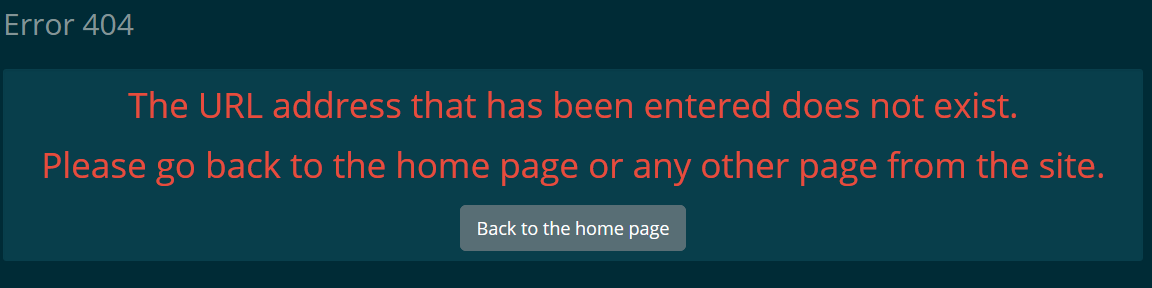 Error 404
The URL address that has been entered does not exist.
Please go back to the home page or any other page from the site.
Back to the home page